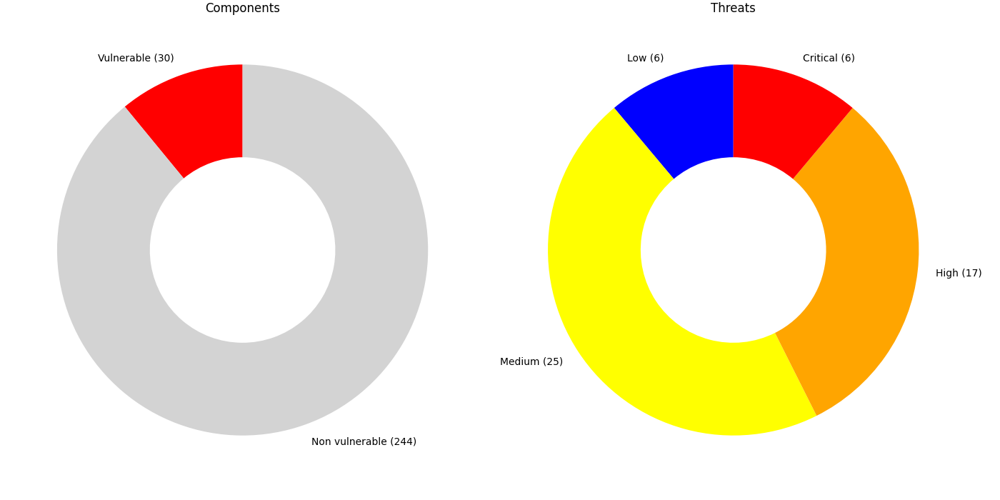 Components
Vulnerable (30)
Non vulnerable (244)
Threats
Low (6)
Critical (6)
High (17)
Medium (25)